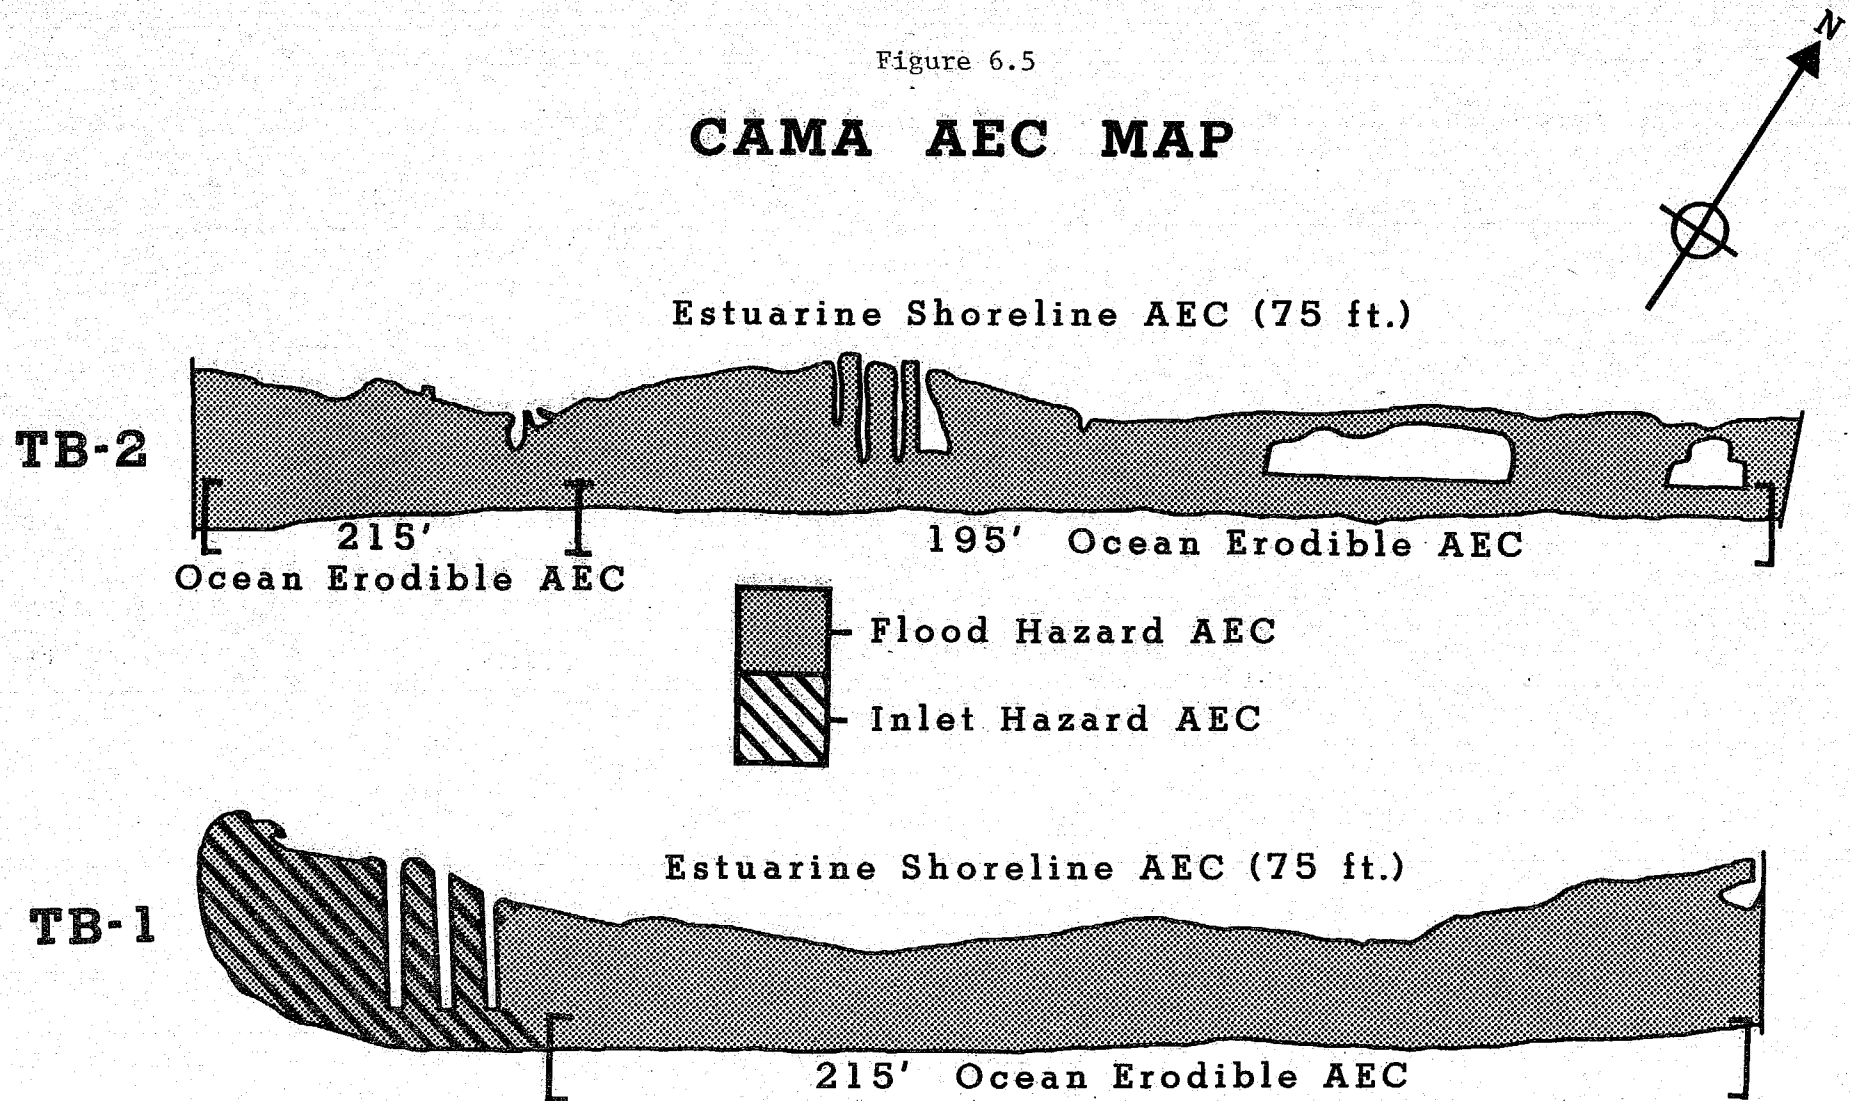 N
Figure 6.5
CAMA AEC MAP
Estuarine Shoreline AEC (75 ft.)
TB-2
215'
Ocean Erodible AEC
195' Ocean Erodible AEC
Flood Hazard AEC
Inlet Hazard AEC
Estuarine Shoreline AEC (75 ft.)
TB-1
215' Ocean Erodible AEC